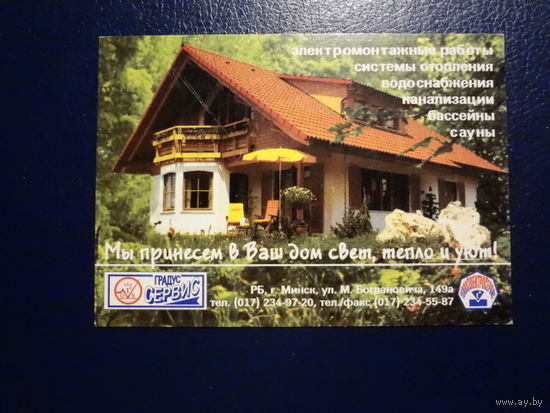 электромонтажные работы
системы отопления
водоснабжения
канализации
бассейны
сауны
Мы принесем в Ваш дом свет, тепло и уют!
ГРАДУС
СЕРВИС
РБ, г. Минск, ул. М. Богдановича, 149а
тел. (017) 234-97-20, тел./факс (017) 234-55-87
www.ay.by